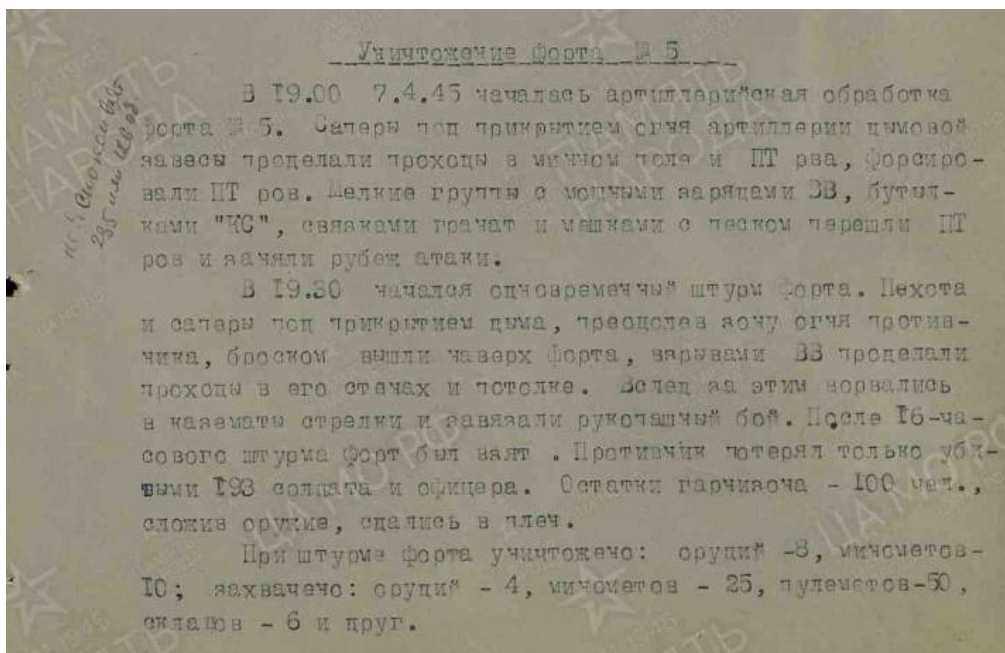 Уничтожение форта № 5
В 19.00 7.4.45 началась артиллерийская обработка
форта № 5. Саперы под прикрытием огня артиллерии дымовой
завесы проделали проходы в минном поле и ПТ рва, форсиро-
вали ПТ ров. Мелкие группы с мощными зарядами ВВ, бутыл-
ками "КС", связками гранат и мешками с песком перешли ПТ
ров и заняли рубеж атаки.
В 19.30 начался одновременный штурм форта. Пехота
и саперы под прикрытием дыма, преодолев зону огня против-
ника, броском вышли наверх форта, взрывами ВВ проделали
проходы в его стенах и потолке. Вслед за этим ворвались
в казематы стрелки и завязали рукопашный бой. После 16-ча-
сового штурма форт был взят . Противник потерял только уби-
тыми 193 солдата и офицера. Остатки гарнизона - 100 чел.,
сложив оружие, сдались в плен.
При штурме форта уничтожено: орудий -8, минометов-
10; захвачено: орудий - 4, минометов - 25, пулеметов-50,
складов - 6 и друг.
235
ПАМЯТЬ
НАРОДА
ЦАМО.РФ